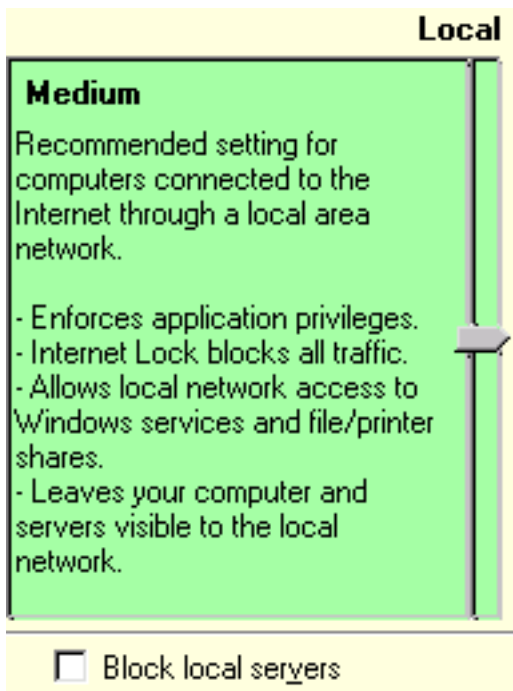 Local
Medium
Recommended setting for
computers connected to the
Internet through a local area
network.
- Enforces application privileges.
- Internet Lock blocks all traffic.
- Allows local network access to
Windows services and file/printer
shares.
- Leaves your computer and
servers visible to the local
network.
Block local servers